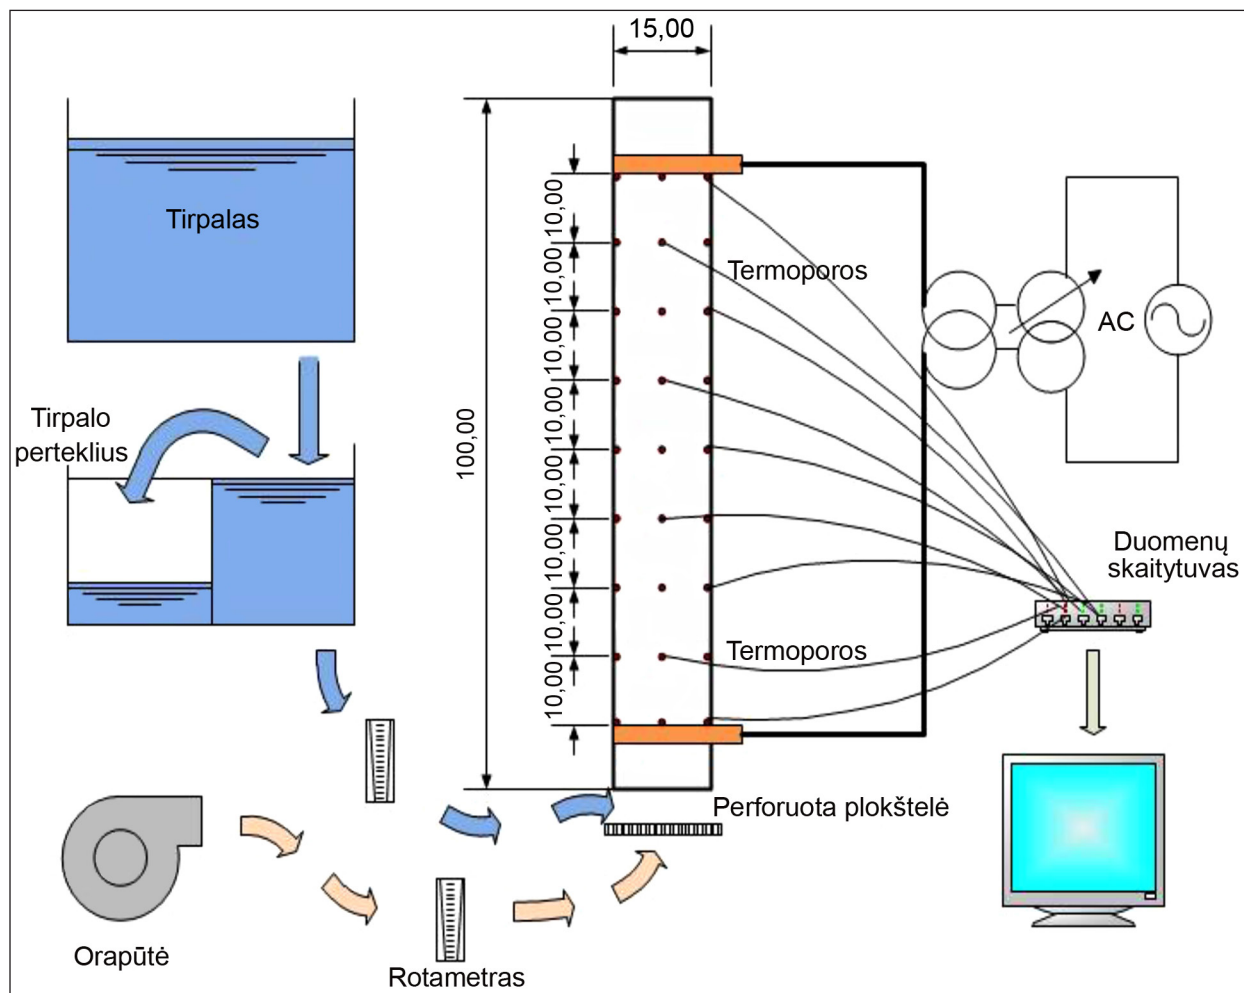 15,00
Tirpalas
10,00
10,00
10,00
10,00
10,00
10,00
10,00
10,00
100,00
Termoporos
AC
Tirpalo
perteklius
Duomenų
skaitytuvas
Termoporos
Perforuota plokštelė
Orapūtė
Rotametras